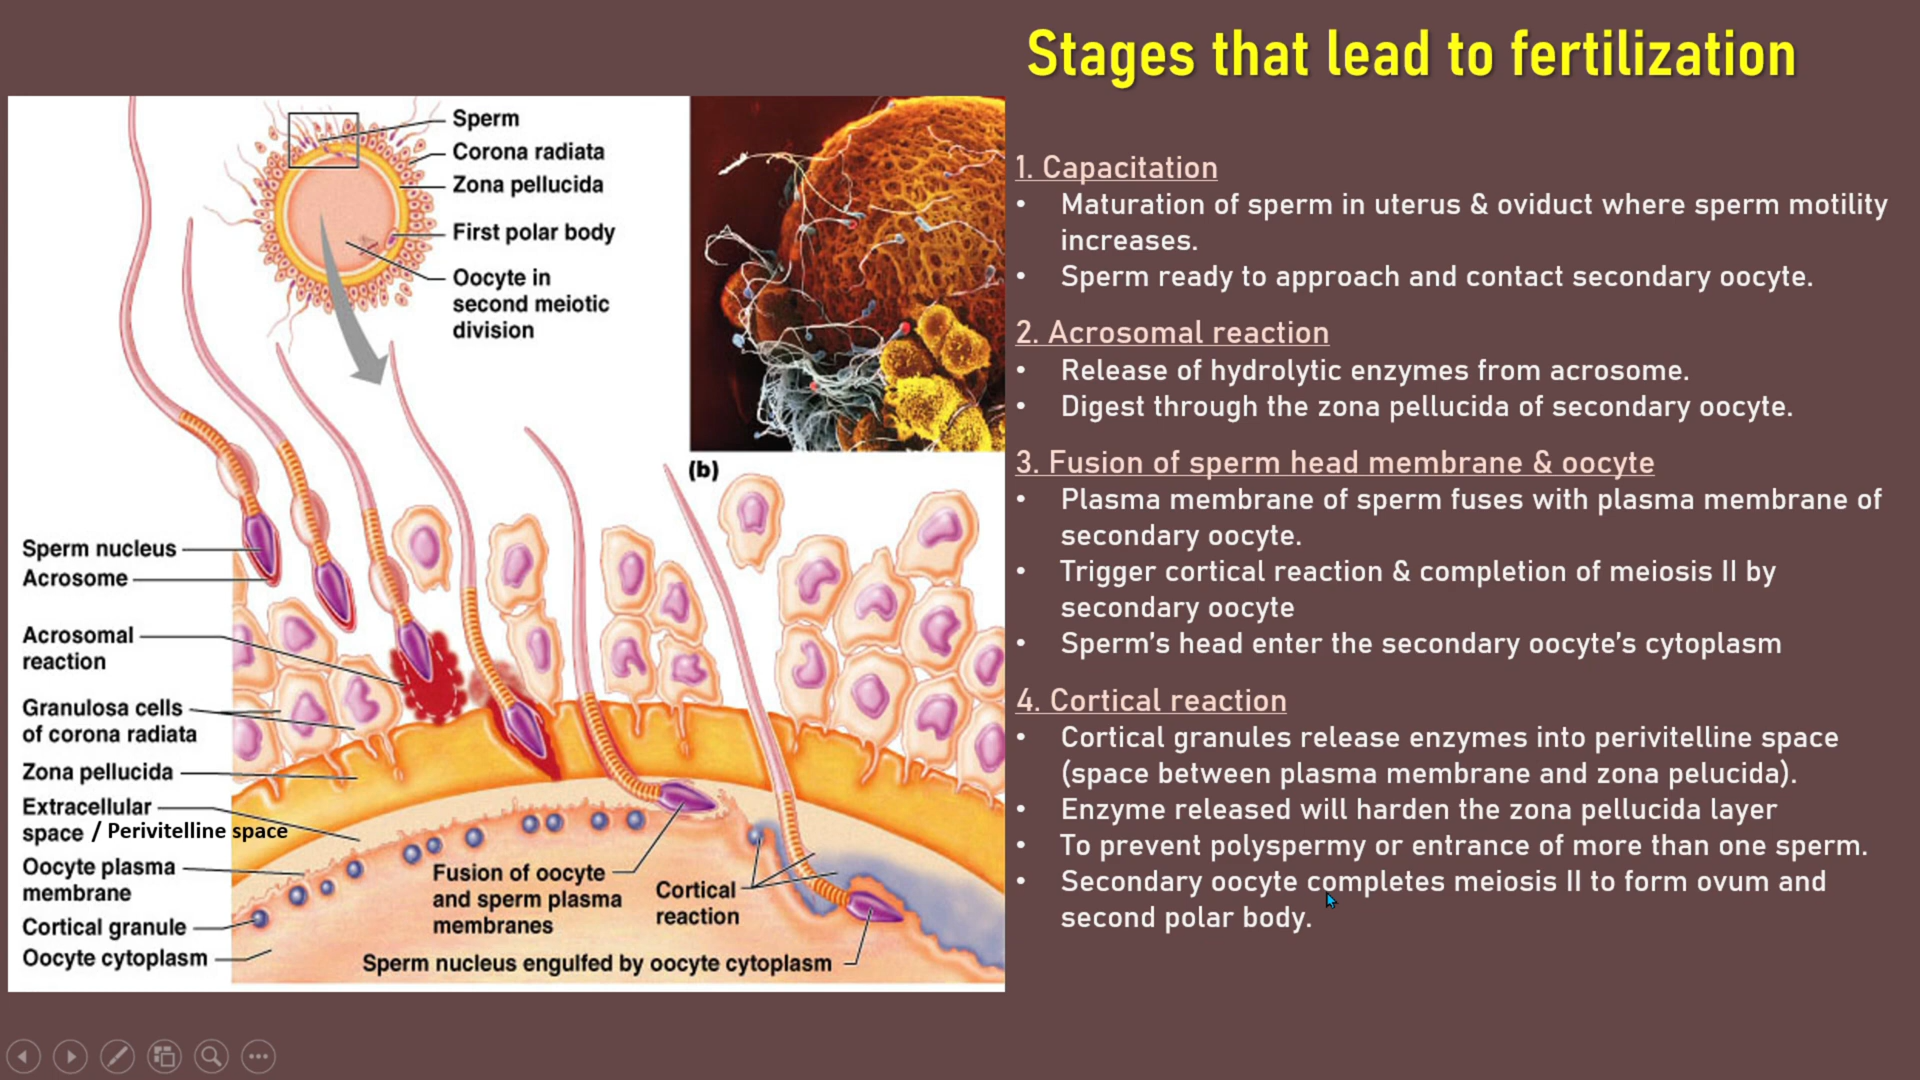 Stages that lead to fertilization
Sperm
Corona radiata
Zona pellucida
First polar body
Oocyte in
second meiotic
division
(b)
Sperm nucleus
Acrosome
Acrosomal
reaction
Granulosa cells
of corona radiata
Zona pellucida
Extracellular
space / Perivitelline space
Oocyte plasma
membrane
Cortical granule
Oocyte cytoplasm
Fusion of oocyte
and sperm plasma
membranes
Cortical
reaction
Sperm nucleus engulfed by oocyte cytoplasm
1. Capacitation
• Maturation of sperm in uterus & oviduct where sperm motility
increases.
• Sperm ready to approach and contact secondary oocyte.
2. Acrosomal reaction
• Release of hydrolytic enzymes from acrosome.
• Digest through the zona pellucida of secondary oocyte.
3. Fusion of sperm head membrane & oocyte
• Plasma membrane of sperm fuses with plasma membrane of
secondary oocyte.
• Trigger cortical reaction & completion of meiosis II by
secondary oocyte
• Sperm's head enter the secondary oocyte's cytoplasm
4. Cortical reaction
• Cortical granules release enzymes into perivitelline space
(space between plasma membrane and zona pelucida).
• Enzyme released will harden the zona pellucida layer
• To prevent polyspermy or entrance of more than one sperm.
• Secondary oocyte completes meiosis II to form ovum and
second polar body.